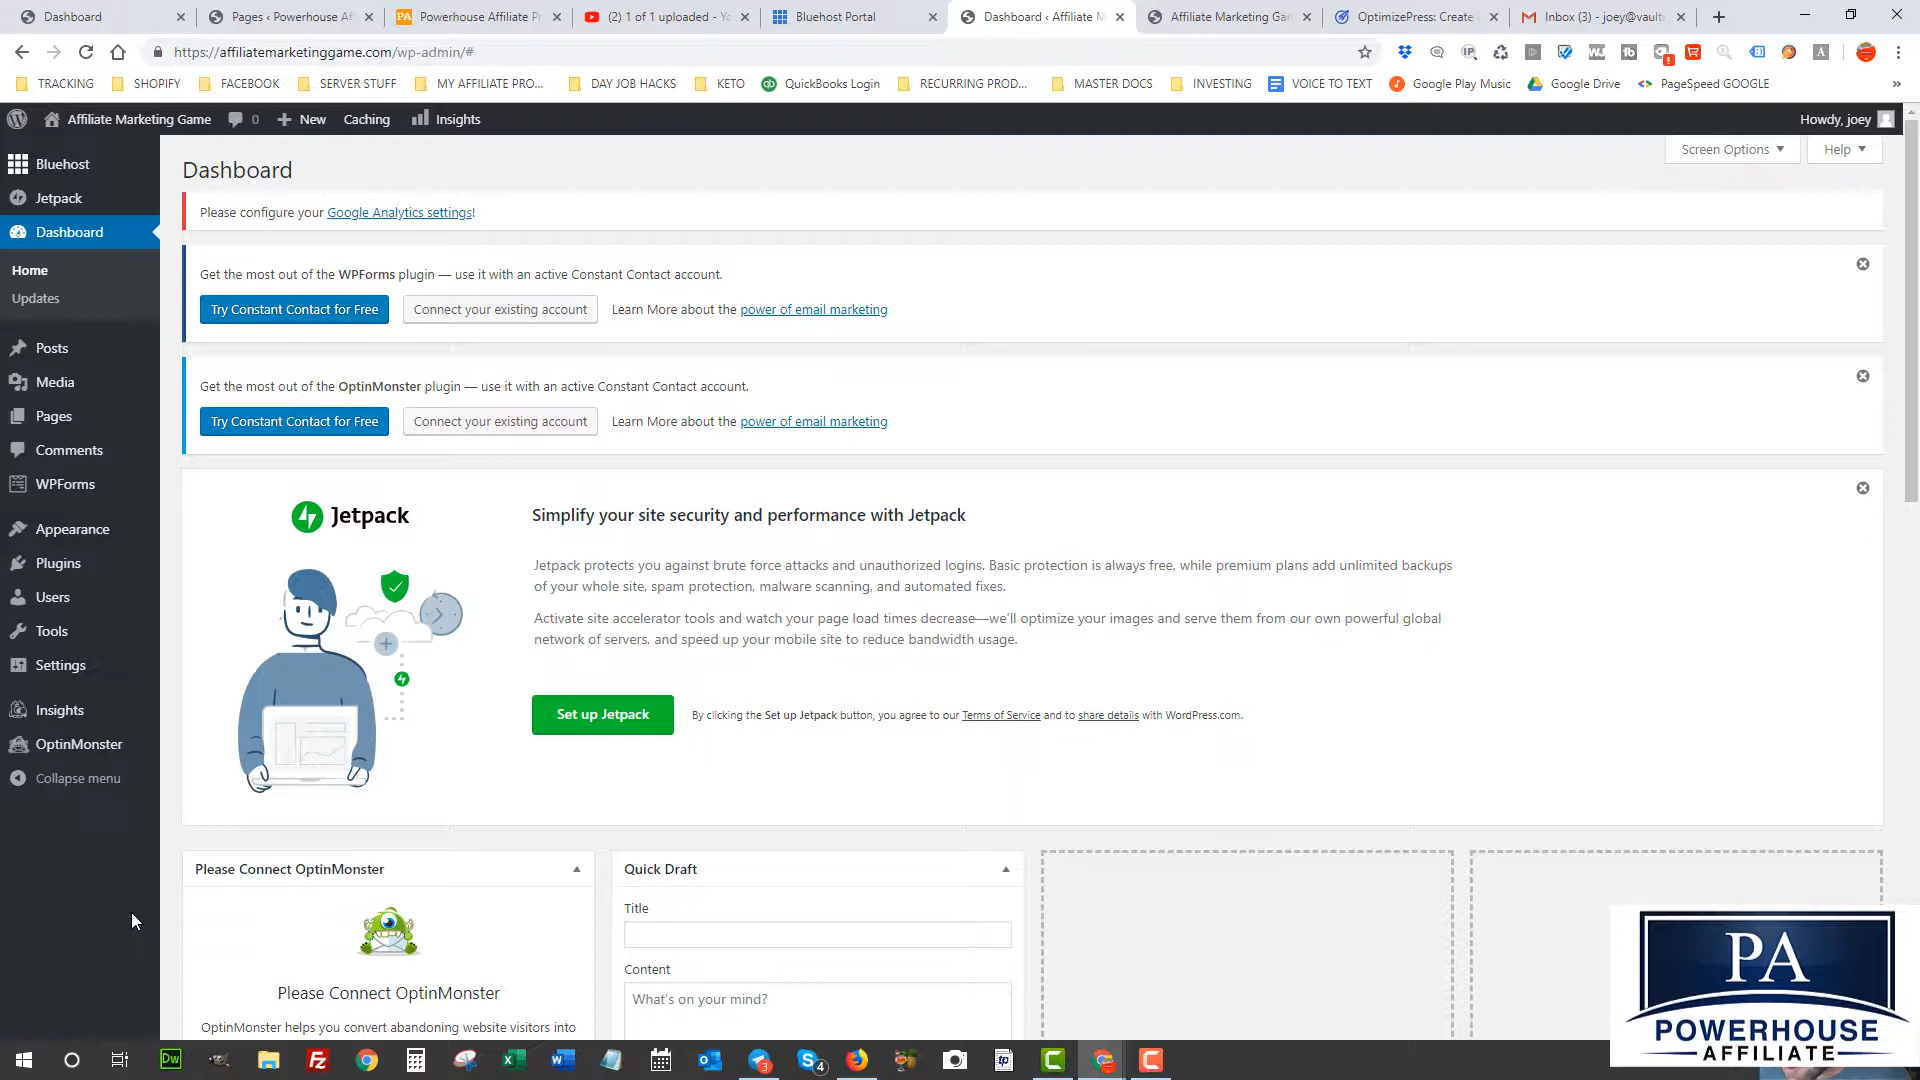 Dashboard
Pages ‹ Powerhouse Af
Powerhouse Affiliate P
(2) 1 of 1 uploaded - Yo
Bluehost Portal
Dashboard ‹ Affiliate M
Affiliate Marketing Gam
OptimizePress: Create L
Inbox (3) - joey@vault
https://affiliatemarketinggame.com/wp-admin/#
TRACKING
SHOPIFY
FACEBOOK
SERVER STUFF
MY AFFILIATE PRO...
DAY JOB HACKS
KETO
QuickBooks Login
RECURRING PROD...
MASTER DOCS
INVESTING
VOICE TO TEXT
Google Play Music
Google Drive
PageSpeed GOOGLE
Affiliate Marketing Game
0
New
Caching
Insights
Howdy, joey
Bluehost
Jetpack
Dashboard
Home
Updates
Posts
Media
Pages
Comments
WPForms
Appearance
Plugins
Users
Tools
Settings
Insights
OptinMonster
Collapse menu
Dashboard
Screen Options
Help
Please configure your Google Analytics settings!
Get the most out of the WPForms plugin — use it with an active Constant Contact account.
Try Constant Contact for Free
Connect your existing account
Learn More about the power of email marketing
Get the most out of the OptinMonster plugin — use it with an active Constant Contact account.
Try Constant Contact for Free
Connect your existing account
Learn More about the power of email marketing
Jetpack
Simplify your site security and performance with Jetpack
Jetpack protects you against brute force attacks and unauthorized logins. Basic protection is always free, while premium plans add unlimited backups
of your whole site, spam protection, malware scanning, and automated fixes.
Activate site accelerator tools and watch your page load times decrease—we'll optimize your images and serve them from our own powerful global
network of servers, and speed up your mobile site to reduce bandwidth usage.
Set up Jetpack
By clicking the Set up Jetpack button, you agree to our Terms of Service and to share details with WordPress.com.
Please Connect OptinMonster
Please Connect OptinMonster
OptinMonster helps you convert abandoning website visitors into
Quick Draft
Title
Content
What's on your mind?
PA
POWERHOUSE
AFFILIATE